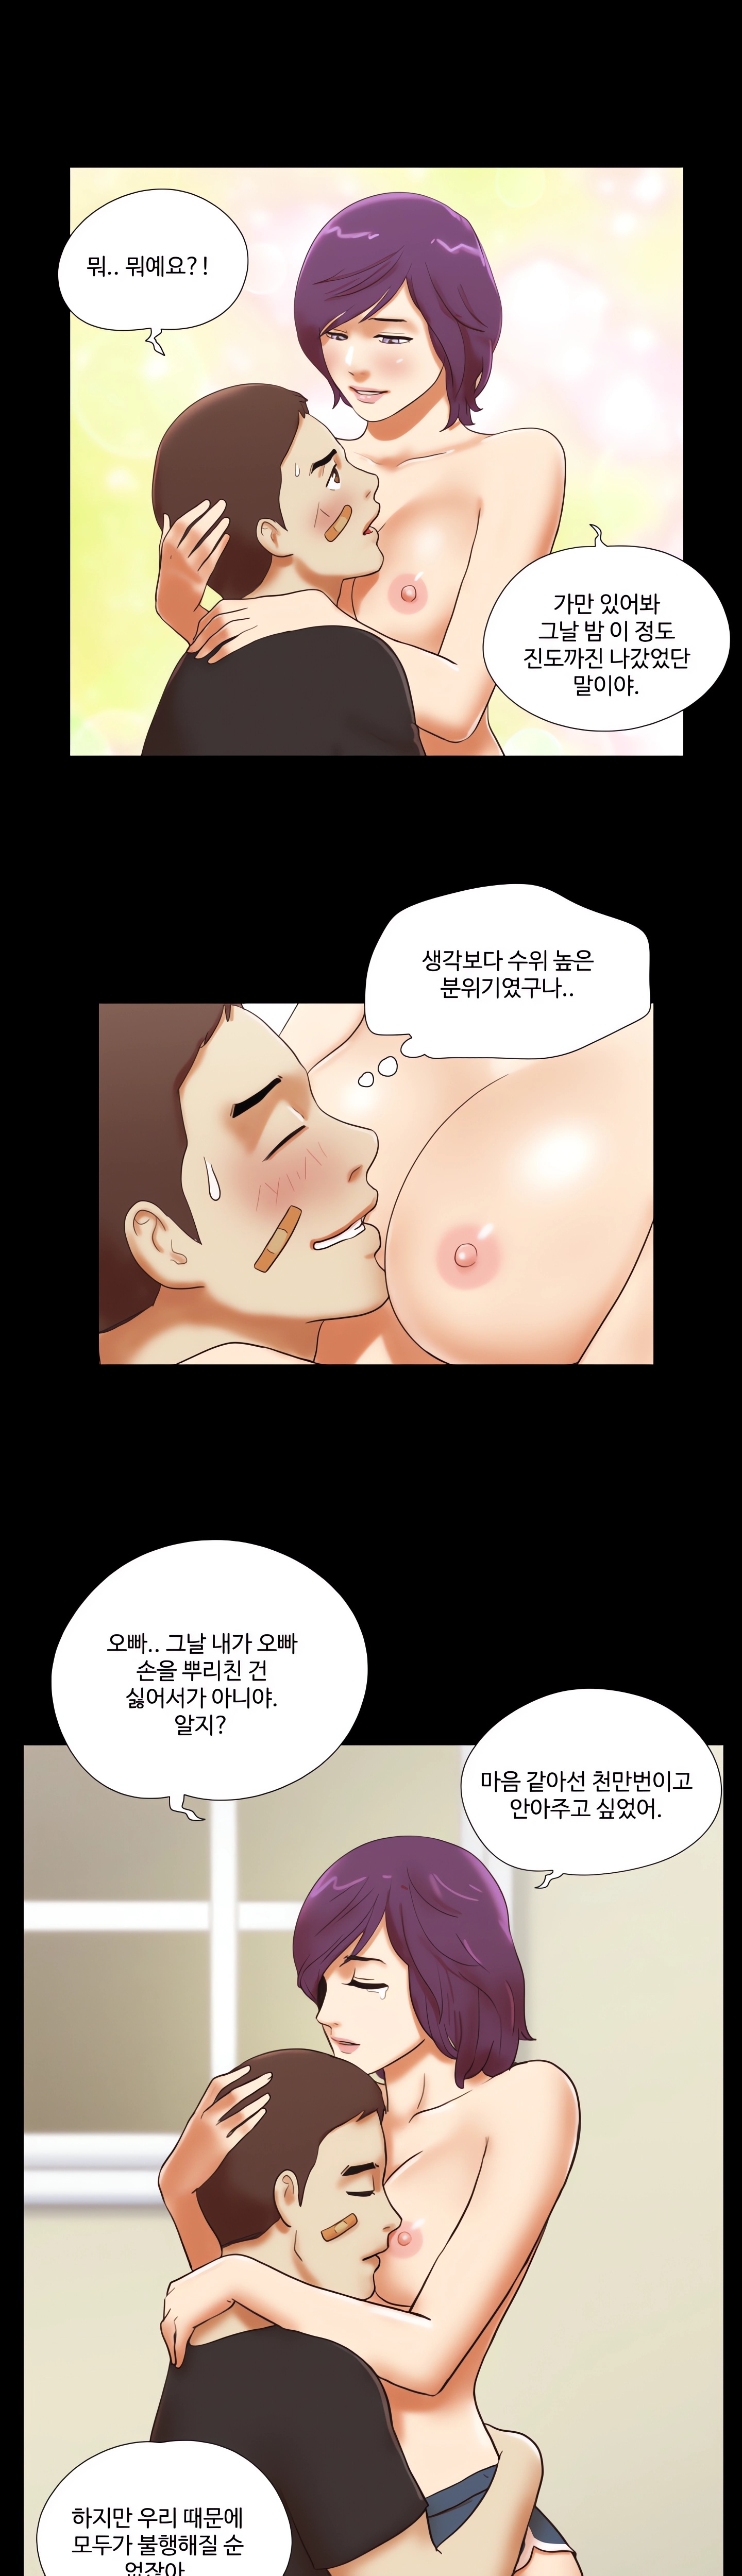 뭐.. 뭐예요?!
가만 있어봐
그날 밤 이 정도
진도까진 나갔었단
말이야.
생각보다 수위 높은
분위기였구나..
오빠.. 그날 내가 오빠
손을 뿌리친 건
싫어서가 아니야.
알지?
마음 같아선 천만번이고
안아주고 싶었어.
하지만 우리 때문에
모두가 불행해질 순
없잖아